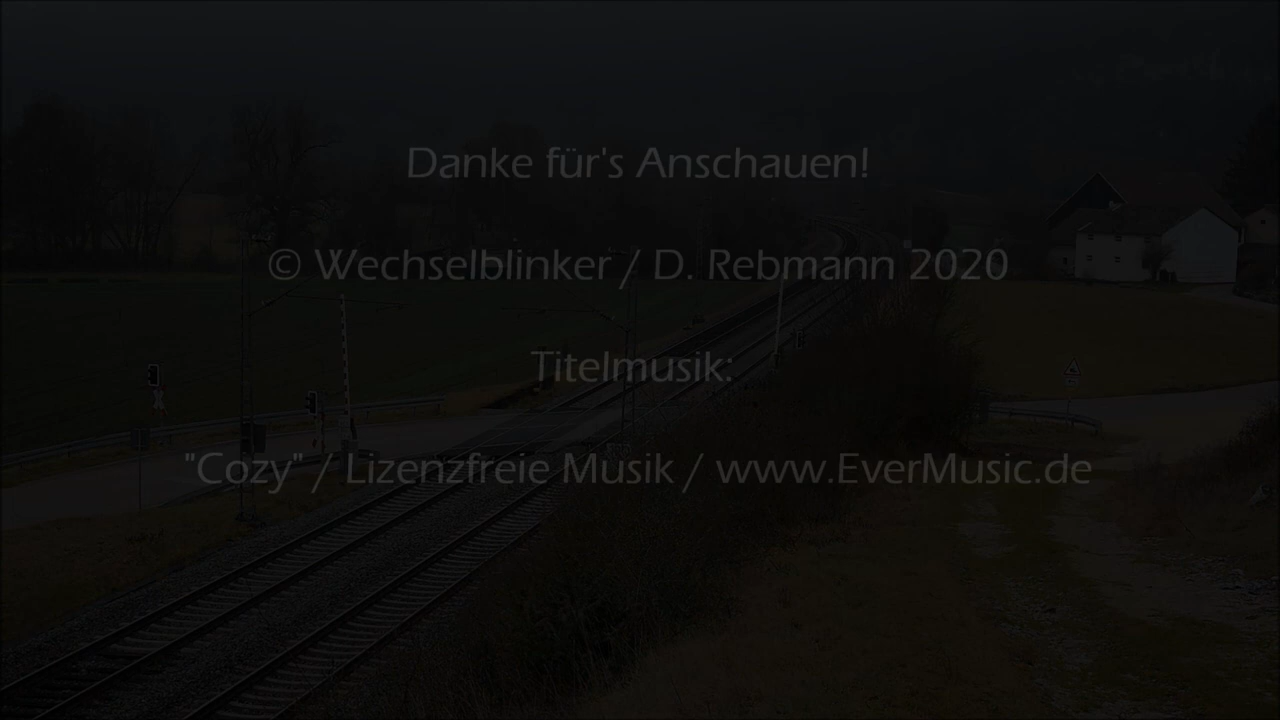 Danke für's Anschauen!
© Wechselblinker / D. Rebmann 2020
Titelmusik:
"Cozy" / Lizenzfreie Musik / www.EverMusic.de